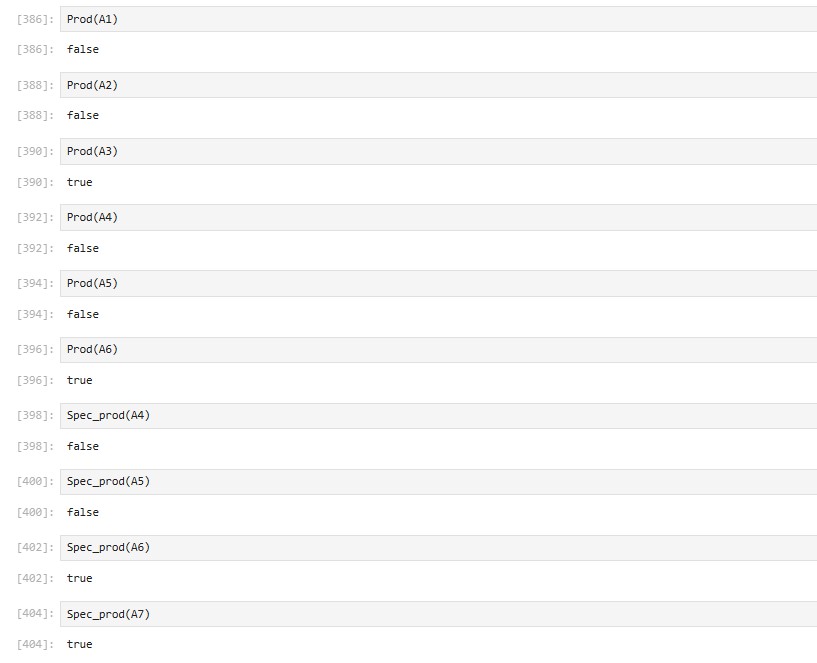 [386]: Prod(A1)
[386]: false
[388]: Prod(A2)
[388]: false
[390]: Prod(A3)
[390]: true
[392]: Prod(A4)
[392]: false
[394]: Prod(A5)
[394]: false
[396]: Prod(A6)
[396]: true
[398]: Spec_prod(A4)
[398]: false
[400]: Spec_prod(A5)
[400]: false
[402]: Spec_prod(A6)
[402]: true
[404]: Spec_prod(A7)
[404]: true